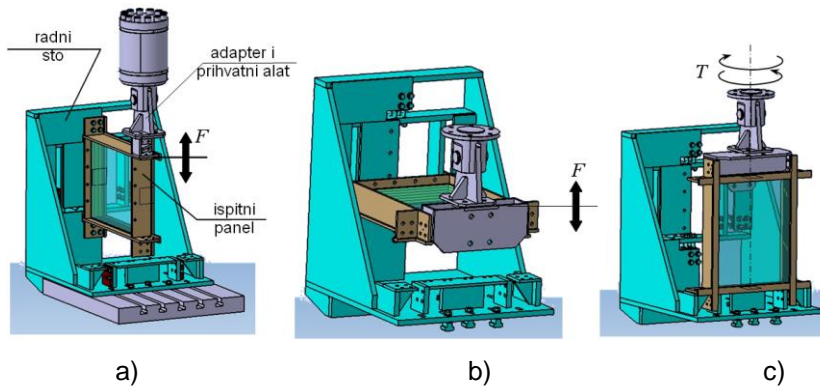 radni
sto
adapter i
prihvatni alat
F
ispitni
panel
F
T
a)
b)
c)